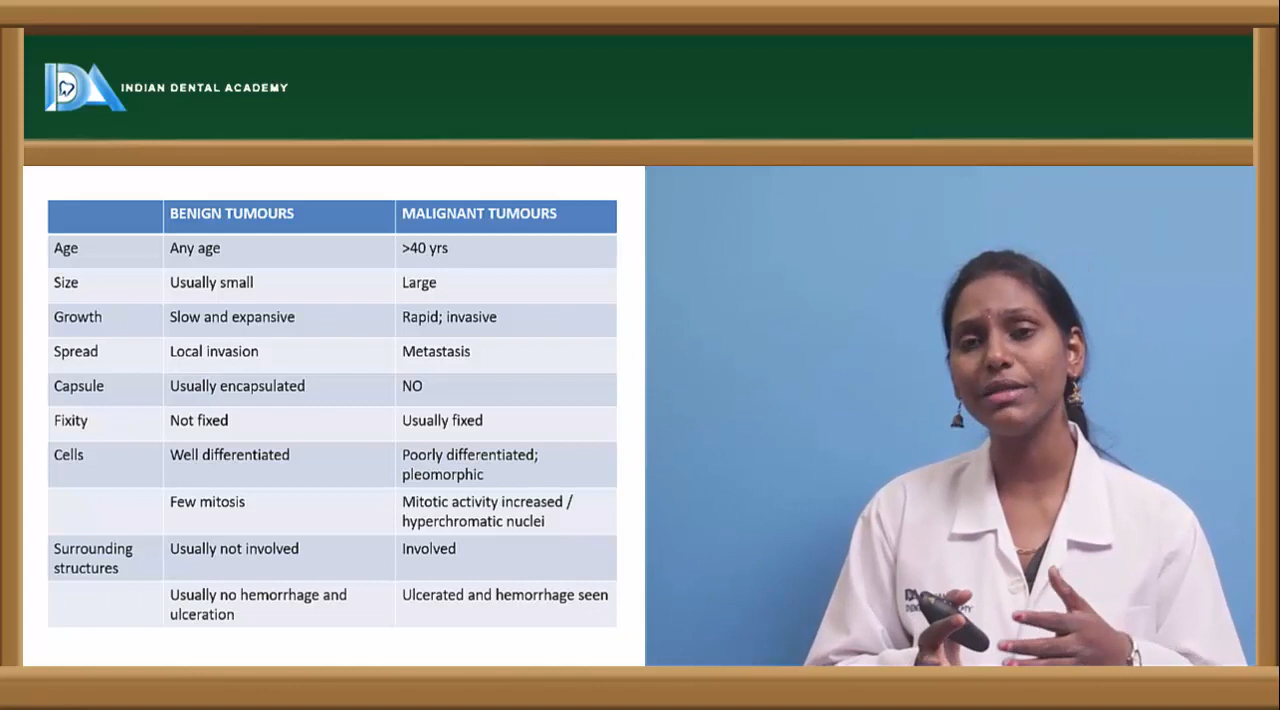 IDA INDIAN DENTAL ACADEMY
BENIGN TUMOURS MALIGNANT TUMOURS
Age Any age >40 yrs
Size Usually small Large
Growth Slow and expansive Rapid; invasive
Spread Local invasion Metastasis
Capsule Usually encapsulated NO
Fixity Not fixed Usually fixed
Cells Well differentiated Poorly differentiated;
pleomorphic
Few mitosis Mitotic activity increased /
hyperchromatic nuclei
Surrounding Usually not involved Involved
structures
Usually no hemorrhage and Ulcerated and hemorrhage seen
ulceration